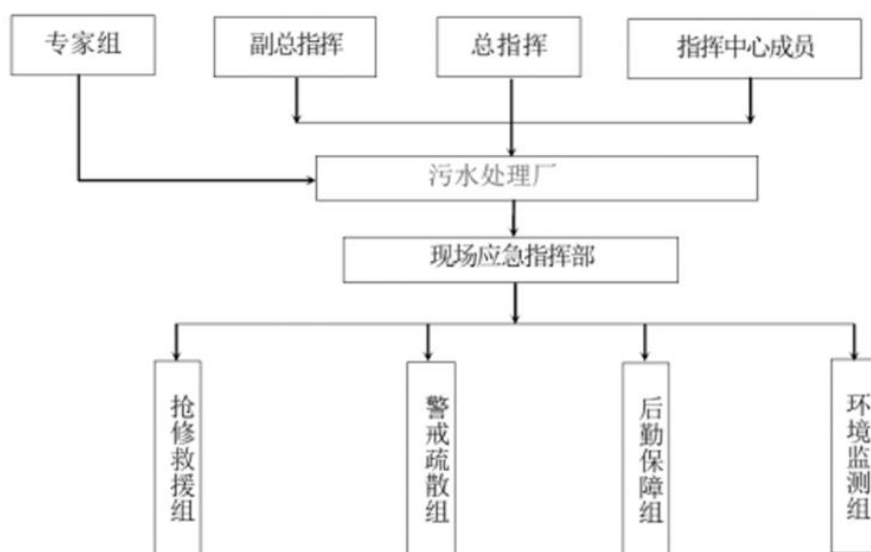 专家组
副总指挥
总指挥
指挥中心成员
污水处理厂
现场应急指挥部
抢修救援组
警戒疏散组
后勤保障组
环境监测组